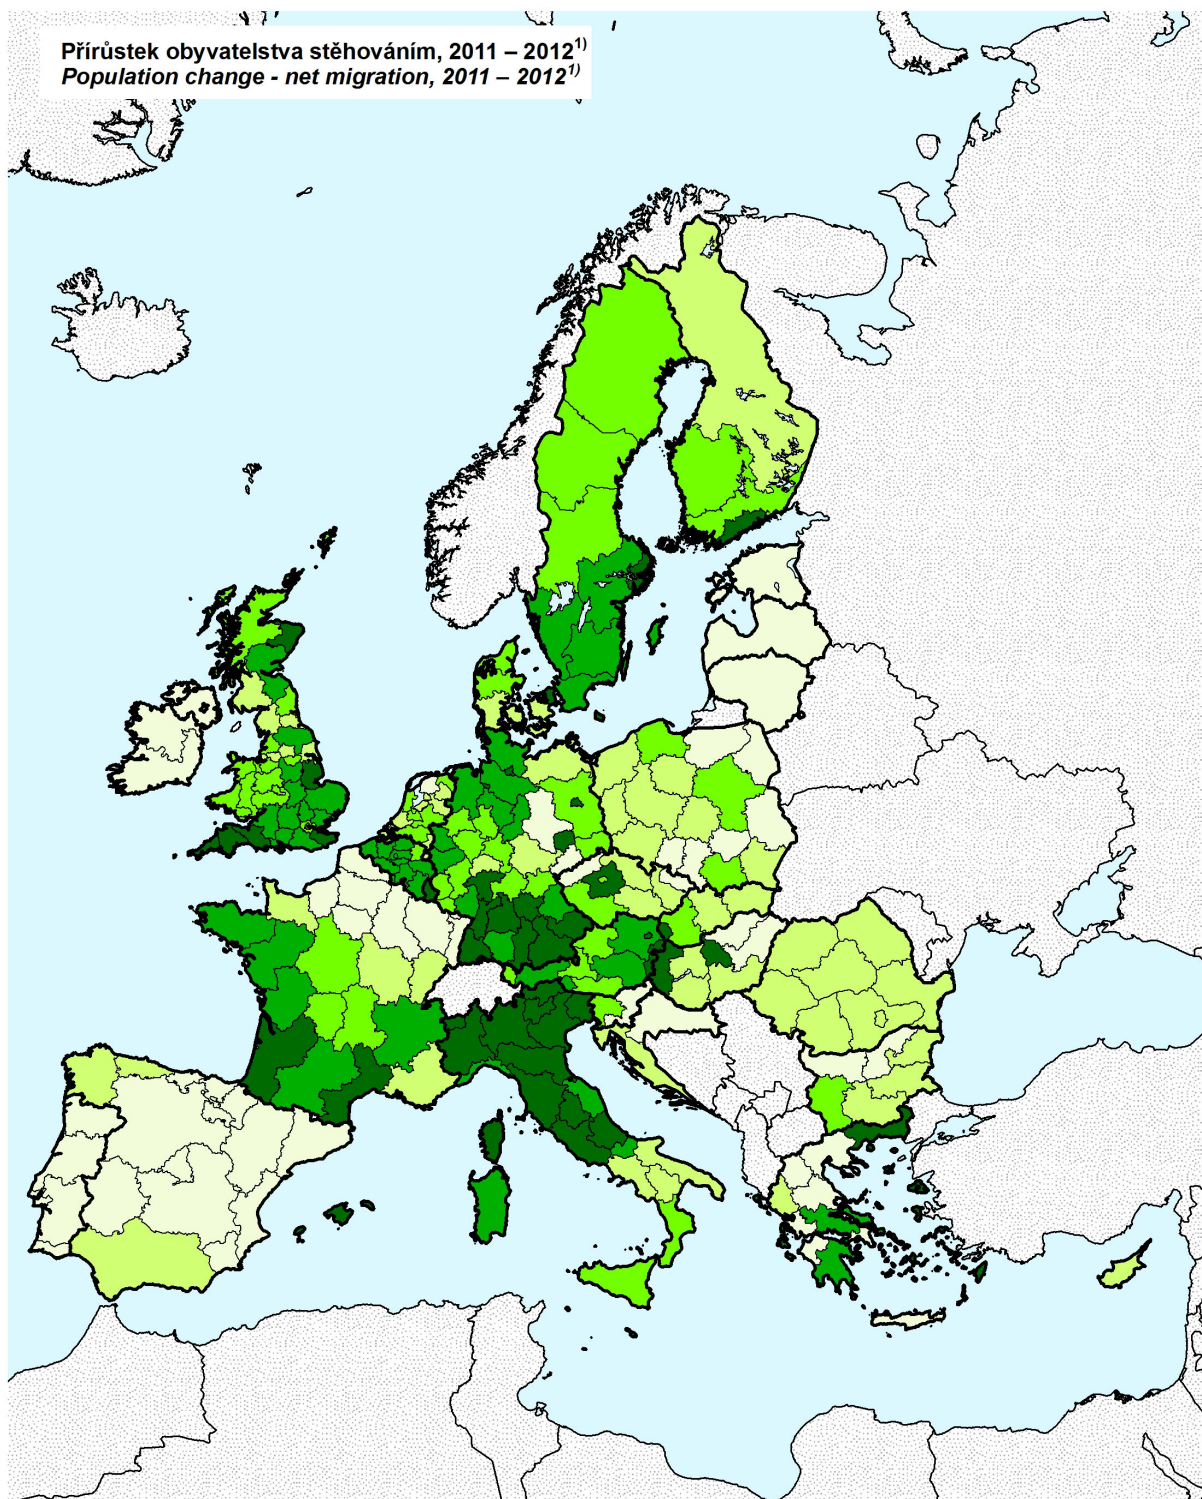 Přírůstek obyvatelstva stěhováním, 2011 – 2012¹⁾
Population change - net migration, 2011 – 2012¹⁾